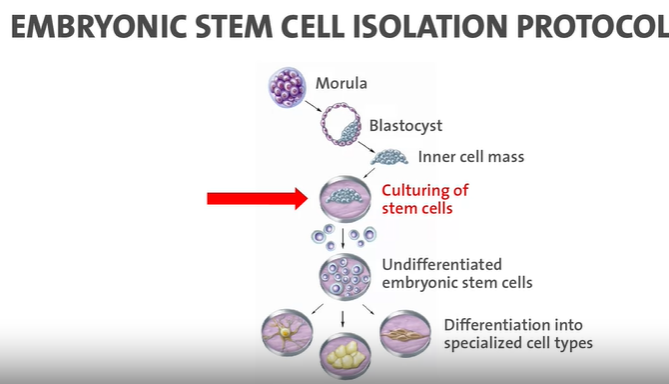 EMBRYONIC STEM CELL ISOLATION PROTOCOL
Morula
Blastocyst
Inner cell mass
Culturing of
stem cells
Undifferentiated
embryonic stem cells
Differentiation into
specialized cell types